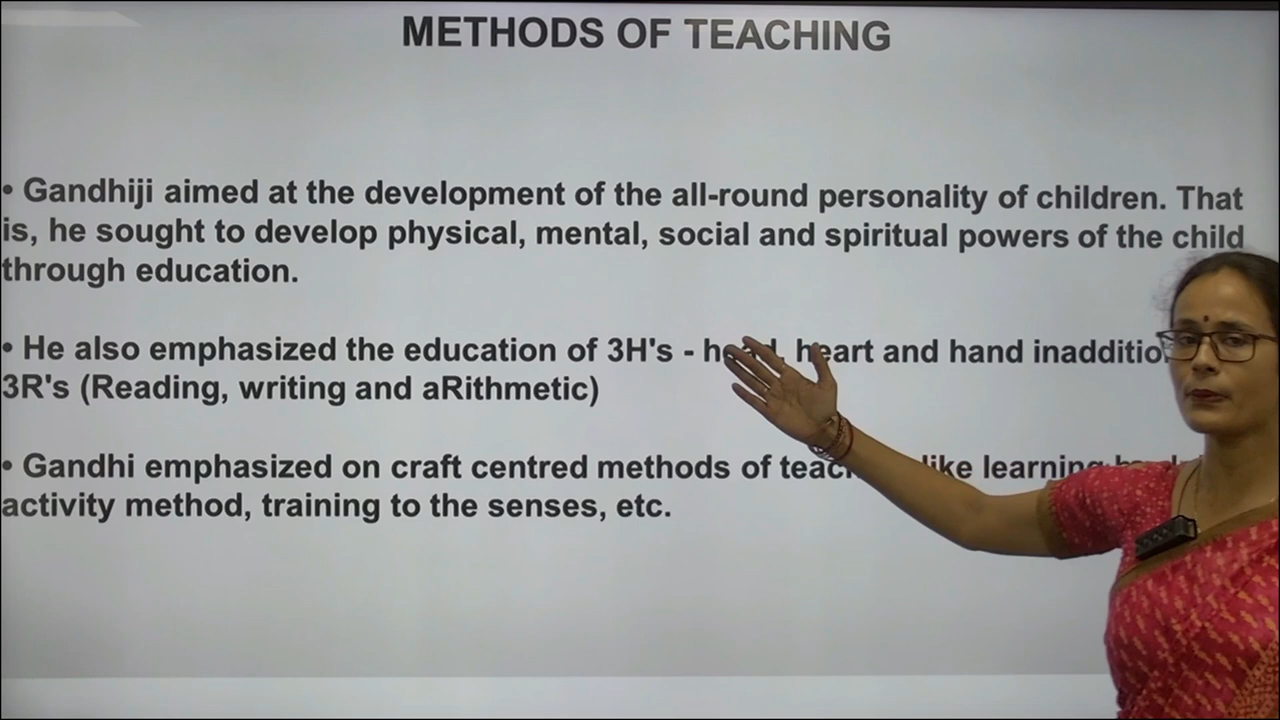 METHODS OF TEACHING
• Gandhiji aimed at the development of the all-round personality of children. That
is, he sought to develop physical, mental, social and spiritual powers of the child
through education.
• He also emphasized the education of 3H's - head, heart and hand
3R's (Reading, writing and aRithmetic)
• Gandhi emphasized on craft centred methods of like learning
activity method, training to the senses, etc.